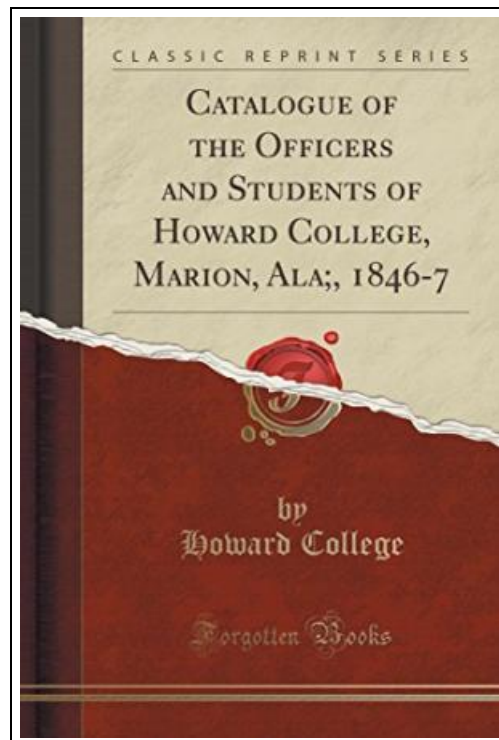 CLASSIC REPRINT SERIES
CATALOGUE OF
THE OFFICERS
AND STUDENTS OF
HOWARD COLLEGE,
MARION, ALA;, 1846-7
by
Howard College
Forgotten Books